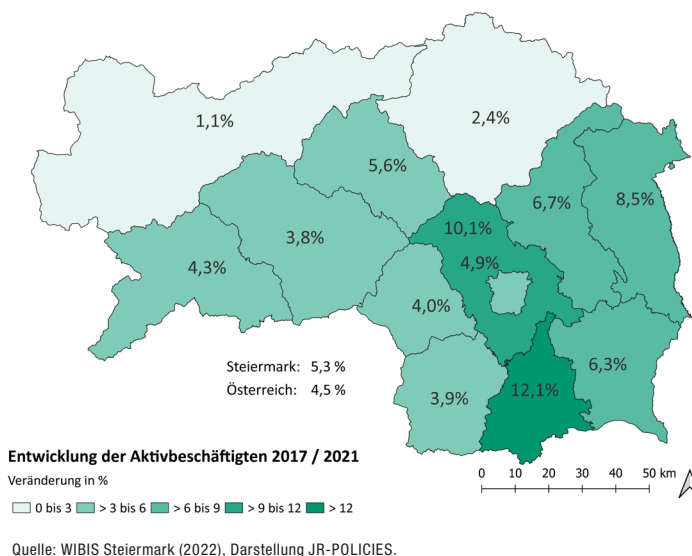 1,1%
2,4%
5,6%
6,7%
8,5%
10,1%
3,8%
4,9%
4,3%
4,0%
Steiermark: 5,3 %
Österreich: 4,5 %
6,3%
3,9%
12,1%
Entwicklung der Aktivbeschäftigten 2017 / 2021
Veränderung in %
0 10 20 30 40 50 km
0 bis 3 > 3 bis 6 > 6 bis 9 > 9 bis 12 > 12
Quelle: WIBIS Steiermark (2022), Darstellung JR-POLICIES.